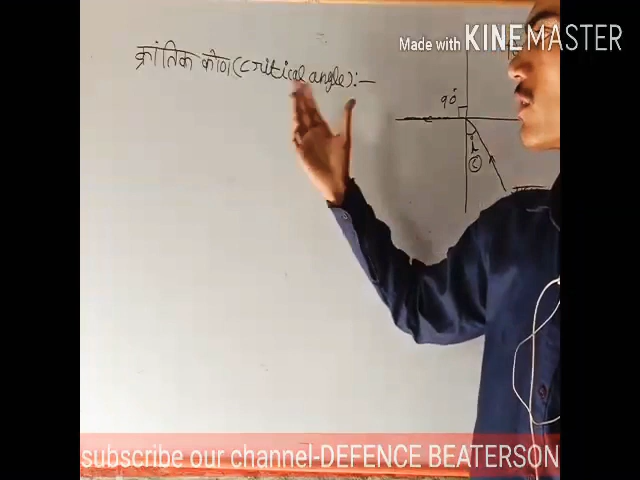 Made with KINEMASTER
क्रांतिक कोण (Critical angle):-
90°
i
C
subscribe our channel-DEFENCE BEATERSON